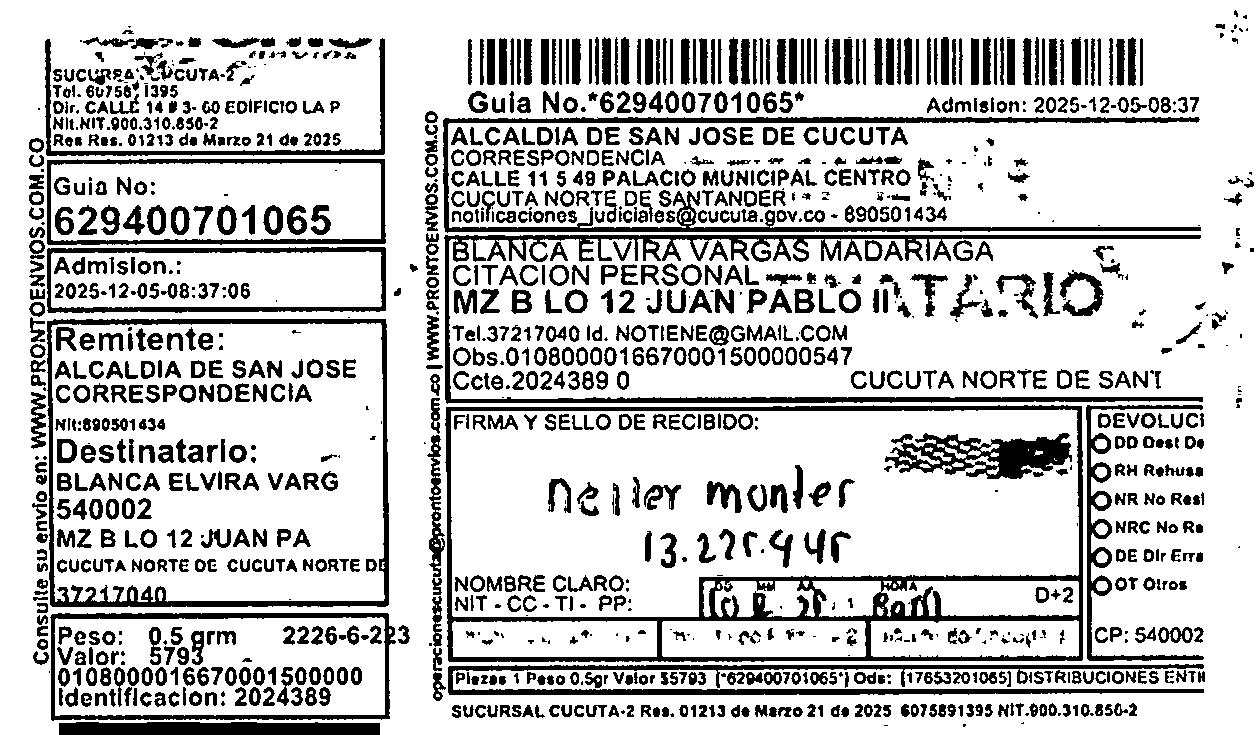 SUCURSAL CUCUTA-2
Dir. CALLE 14 # 3- 60 EDIFICIO LA P
Nit.NIT.900.310.850-2
Res Res. 01213 de Marzo 21 de 2025
Guia No:
629400701065
Admision.:
2025-12-05-08:37:06
Remitente:
ALCALDIA DE SAN JOSE
CORRESPONDENCIA
Nit:890501434
Destinatario:
BLANCA ELVIRA VARG
540002
MZ B LO 12 JUAN PA
CUCUTA NORTE DE CUCUTA NORTE DE
37217040
Peso: 0.5 grm 2226-6-223
Valor: 5793
0108000016670001500000
Identificacion: 2024389
Consulte su envio en: WWW.PRONTOENVIOS.COM.CO
operacionescucuta@prontoenvios.com.co | WWW.PRONTOENVIOS.COM.CO
Guia No.*629400701065*
Admision: 2025-12-05-08:37
ALCALDIA DE SAN JOSE DE CUCUTA
CORRESPONDENCIA
CALLE 11 5 49 PALACIO MUNICIPAL CENTRO
CUCUTA NORTE DE SANTANDER
notificaciones_judiciales@cucuta.gov.co - 890501434
BLANCA ELVIRA VARGAS MADARIAGA
CITACION PERSONAL
MZ B LO 12 JUAN PABLO II
Tel.37217040 Id. NOTIENE@GMAIL.COM
Obs.0108000016670001500000547
Ccte.2024389 0
CUCUTA NORTE DE SANT
FIRMA Y SELLO DE RECIBIDO:
13.275.945
NOMBRE CLARO:
NIT - CC - TI - PP:
DD MM AA HORA
D+2
DEVOLUCI
DD Dest De
RH Rehusa
NR No Resi
NRC No Re
DE Dir Erra
OT Otros
CP: 540002
Piezas 1 Peso 0.5gr Valor $5793 [*629400701065*] Ods: [17653201065] DISTRIBUCIONES ENTR
SUCURSAL CUCUTA-2 Res. 01213 de Marzo 21 de 2025 6075891395 NIT.900.310.850-2